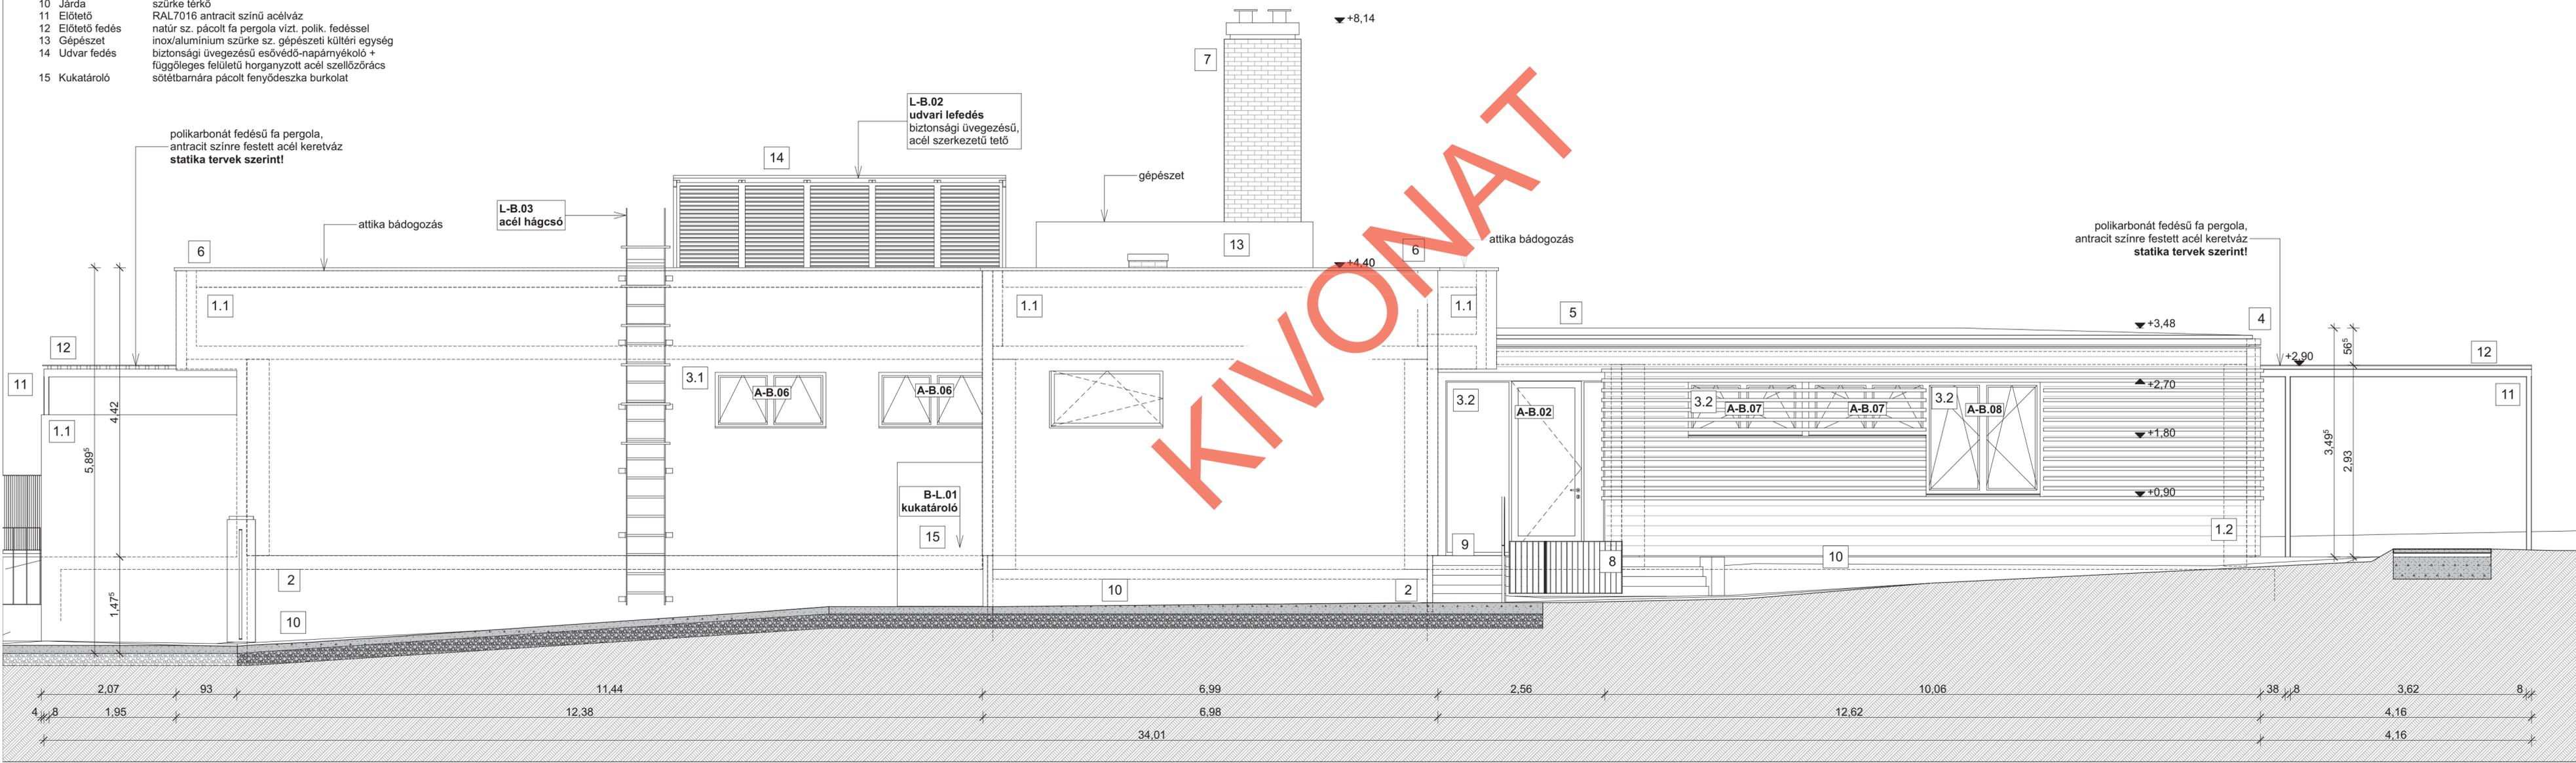 10 Járda szürke térkő
11 Előtető RAL7016 antracit színű acélváz
12 Előtető fedés natúr sz. pácolt fa pergola vízt. polik. fedéssel
13 Gépészet inox/alumínium szürke sz. gépészeti kültéri egység
14 Udvar fedés biztonsági üvegezésű esővédő-napárnyékoló +
függőleges felületű horganyzott acél szellőzőrács
15 Kukatároló sötétbarnára pácolt fenyődeszka burkolat
+8,14
7
L-B.02
udvari lefedés
biztonsági üvegezésű,
acél szerkezetű tető
polikarbonát fedésű fa pergola,
antracit színre festett acél keretváz
statika tervek szerint!
14
gépészet
L-B.03
acél hágcsó
attika bádogozás
polikarbonát fedésű fa pergola,
antracit színre festett acél keretváz
statika tervek szerint!
6
13
6
attika bádogozás
+4,40
KIVONAT
1.1
1.1
1.1
5
4
+3,48
12
56⁵
12
+2,90
11
3.1
A-B.06
A-B.06
3.2
A-B.02
3.2
A-B.07
A-B.07
3.2
A-B.08
+2,70
11
4,42
5,89⁵
1.1
+1,80
3,49⁵
2,93
B-L.01
kukatároló
+0,90
15
9
8
10
1.2
2
10
2
1,47⁵
10
2,07
93
11,44
6,99
2,56
10,06
38
8
3,62
8
4
8
1,95
12,38
6,98
12,62
4,16
34,01
4,16